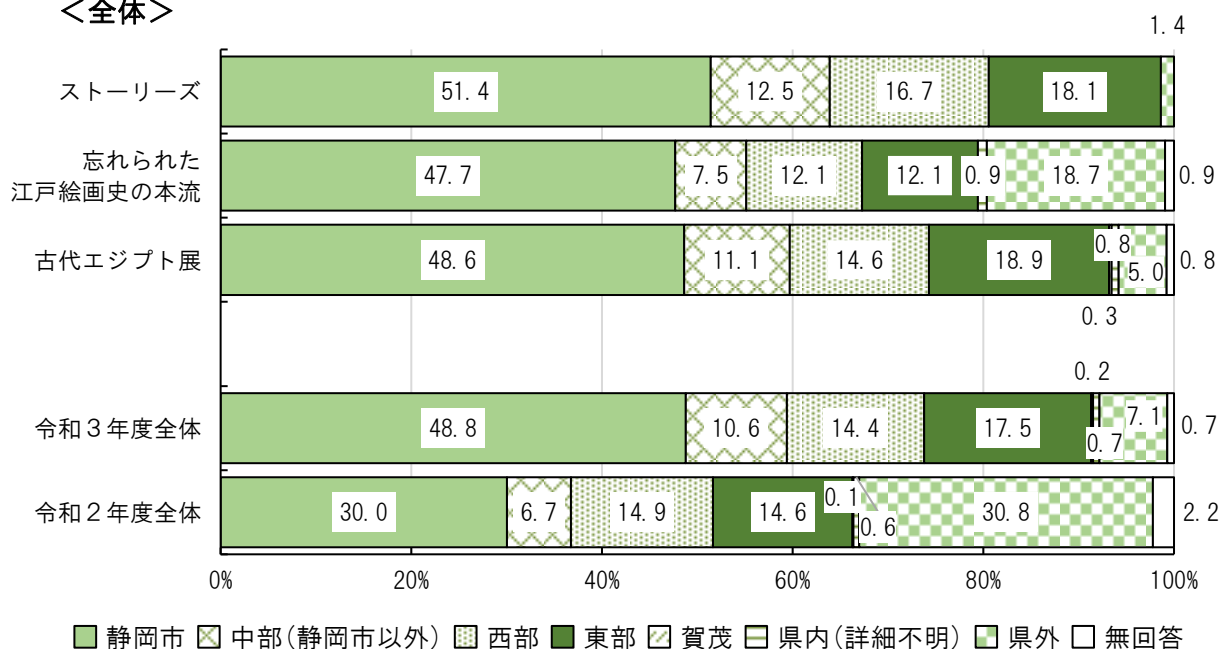 ＜全体＞
1.4
ストーリーズ 51.4 12.5 16.7 18.1
忘れられた
江戸絵画史の本流 47.7 7.5 12.1 12.1 0.9 18.7 0.9
古代エジプト展 48.6 11.1 14.6 18.9 0.8 5.0 0.8
0.3
0.2
令和３年度全体 48.8 10.6 14.4 17.5 0.7 7.1 0.7
令和２年度全体 30.0 6.7 14.9 14.6 0.1 0.6 30.8 2.2
0% 20% 40% 60% 80% 100%
静岡市 中部(静岡市以外) 西部 東部 賀茂 県内(詳細不明) 県外 無回答